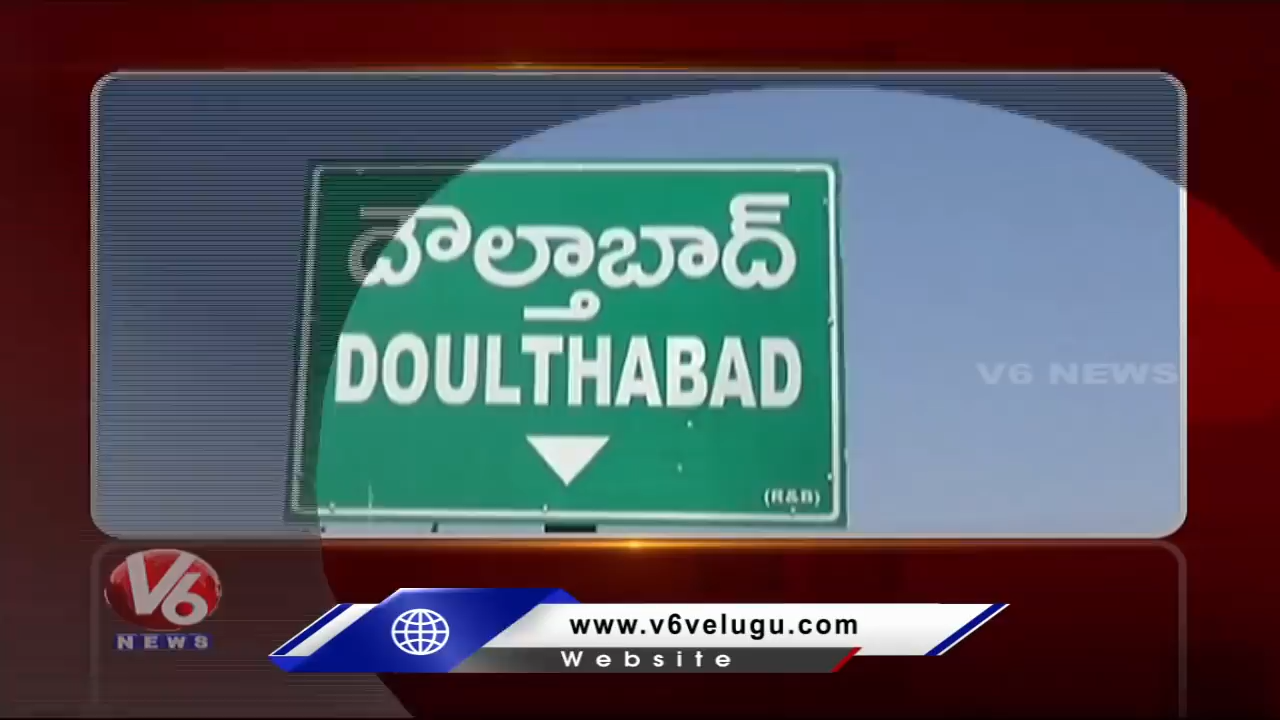 దౌల్తాబాద్
DOULTHABAD
(R&B)
V6 NEWS
V6
NEWS
www.v6velugu.com
Website